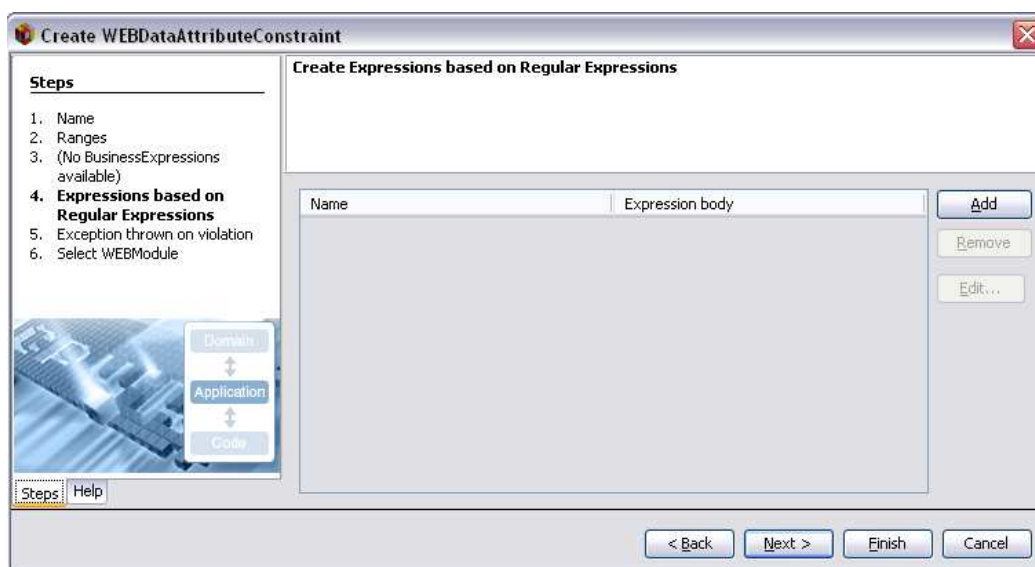 Create WEBDataAttributeConstraint
Steps
1. Name
2. Ranges
3. (No BusinessExpressions
available)
4. Expressions based on
Regular Expressions
5. Exception thrown on violation
6. Select WEBModule
Domain
Application
Code
Steps
Help
Create Expressions based on Regular Expressions
Name
Expression body
Add
Remove
Edit...
< Back
Next >
Finish
Cancel